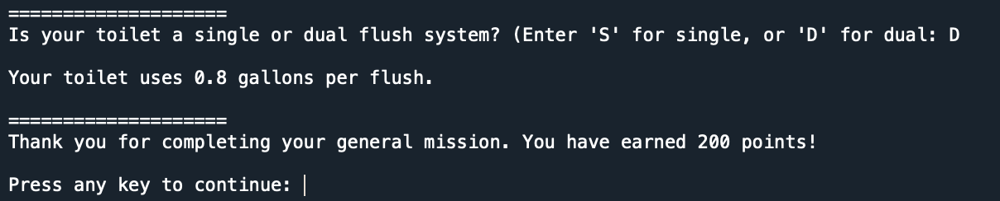 ====================
Is your toilet a single or dual flush system? (Enter 'S' for single, or 'D' for dual: D
Your toilet uses 0.8 gallons per flush.
====================
Thank you for completing your general mission. You have earned 200 points!
Press any key to continue: